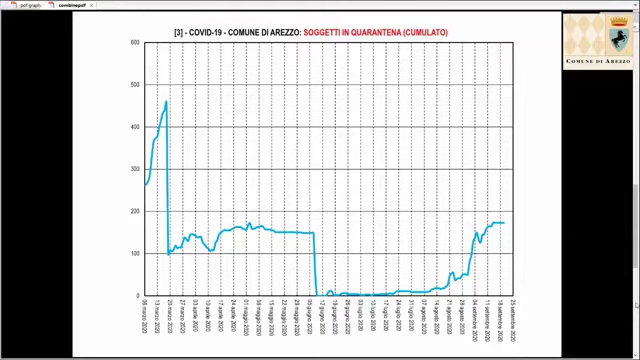 pcf graph
combinepdf
[3] - COVID-19 - COMUNE DI AREZZO: SOGGETTI IN QUARANTENA (CUMULATO)
COMUNE DI AREZZO
600
500
400
300
200
100
0
06 marzo 2020
13 marzo 2020
20 marzo 2020
27 marzo 2020
03 aprile 2020
10 aprile 2020
17 aprile 2020
24 aprile 2020
01 maggio 2020
08 maggio 2020
15 maggio 2020
22 maggio 2020
29 maggio 2020
05 giugno 2020
12 giugno 2020
19 giugno 2020
26 giugno 2020
03 luglio 2020
10 luglio 2020
17 luglio 2020
24 luglio 2020
31 luglio 2020
07 agosto 2020
14 agosto 2020
21 agosto 2020
28 agosto 2020
04 settembre 2020
11 settembre 2020
18 settembre 2020
25 settembre 2020